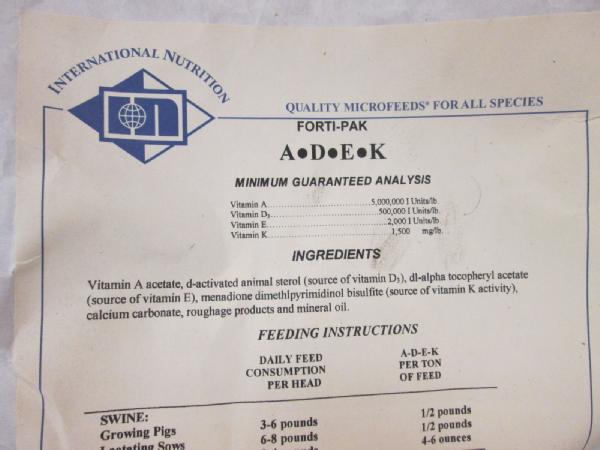 INTERNATIONAL NUTRITION
QUALITY MICROFEEDS® FOR ALL SPECIES
FORTI-PAK
A●D●E●K
MINIMUM GUARANTEED ANALYSIS
Vitamin A..............................5,000,000 I Units/lb.
Vitamin D₃..............................500,000 I Units/lb.
Vitamin E..............................2,000 I Units/lb.
Vitamin K..............................1,500 mg/lb.
INGREDIENTS
Vitamin A acetate, d-activated animal sterol (source of vitamin D₃), dl-alpha tocopheryl acetate
(source of vitamin E), menadione dimethlpyrimidinol bisulfite (source of vitamin K activity),
calcium carbonate, roughage products and mineral oil.
FEEDING INSTRUCTIONS
DAILY FEED CONSUMPTION PER HEAD
A-D-E-K PER TON OF FEED
SWINE: 1/2 pounds
Growing Pigs 3-6 pounds 1/2 pounds
Lactating Sows 6-8 pounds 4-6 ounces